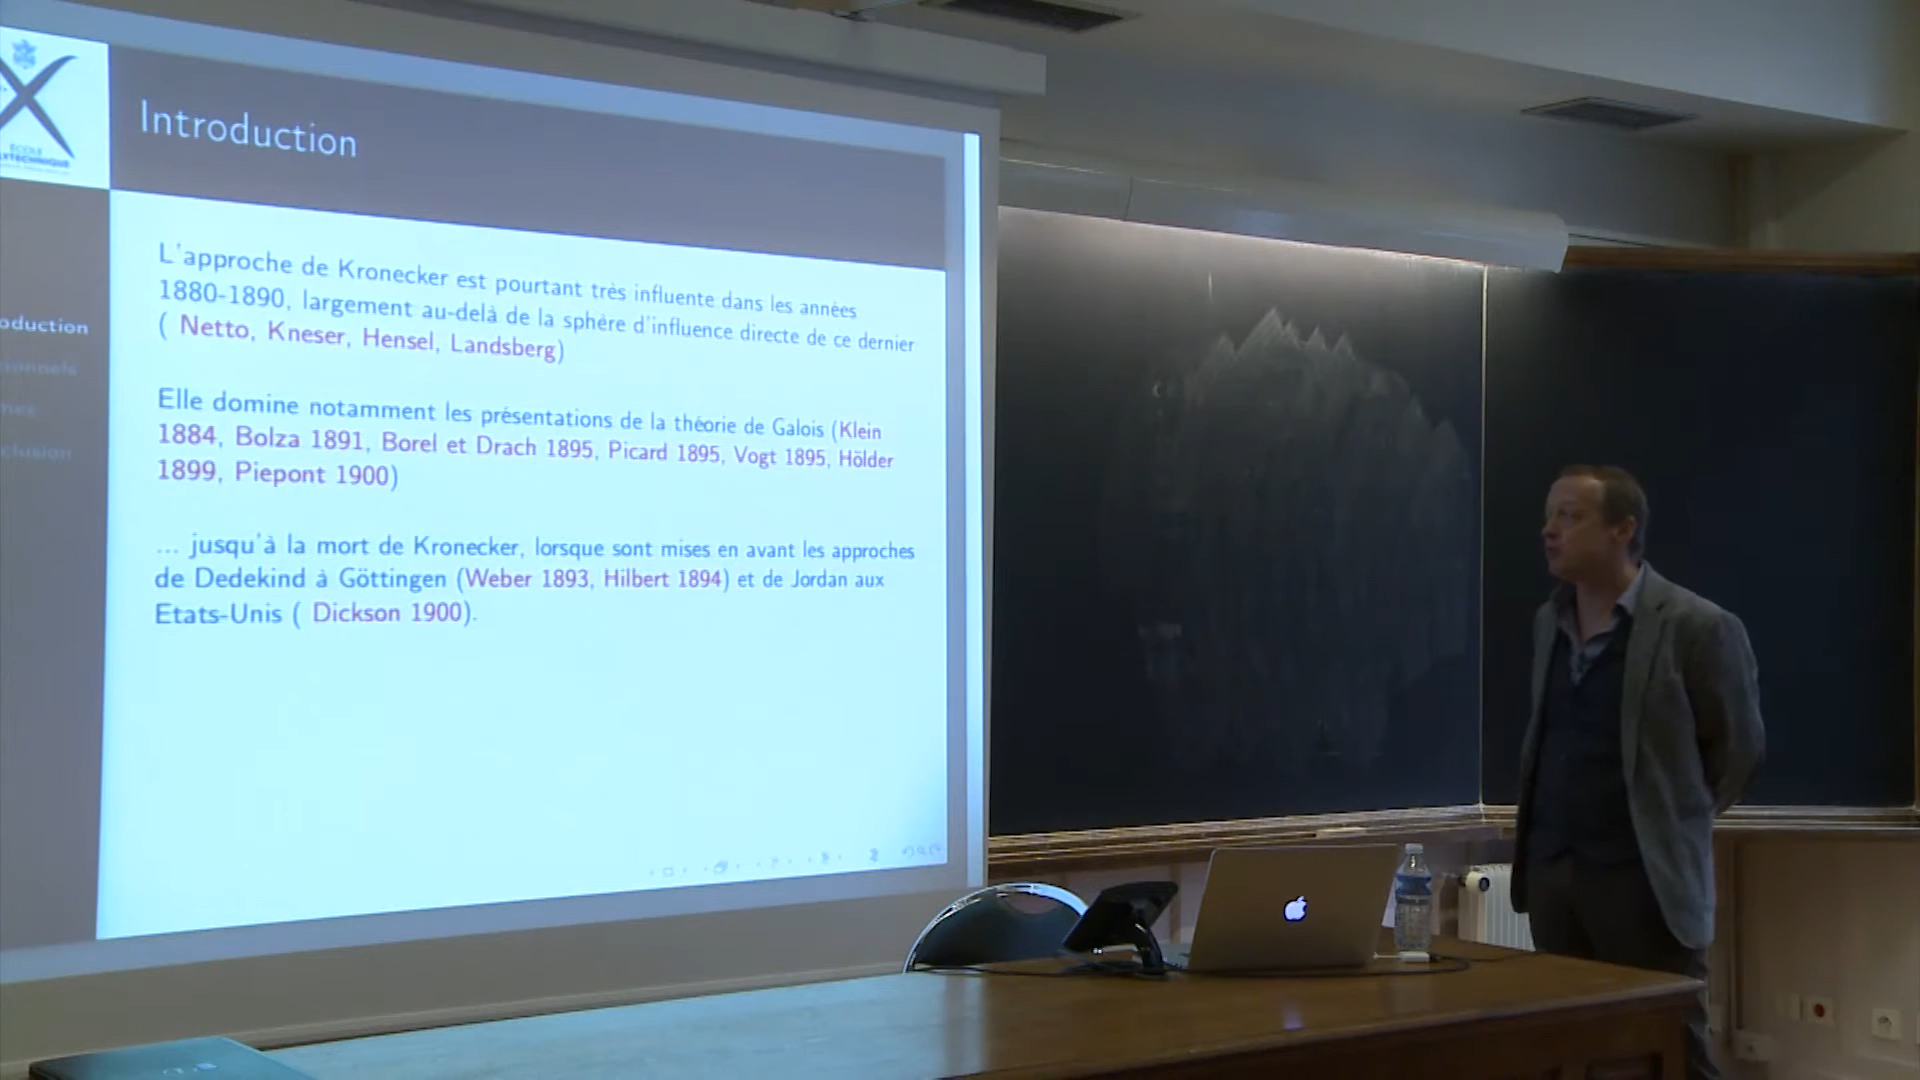 Introduction
L'approche de Kronecker est pourtant très influente dans les années
1880-1890, largement au-delà de la sphère d'influence directe de ce dernier
( Netto, Kneser, Hensel, Landsberg)
Elle domine notamment les présentations de la théorie de Galois (Klein
1884, Bolza 1891, Borel et Drach 1895, Picard 1895, Vogt 1895, Hölder
1899, Piepont 1900)
... jusqu'à la mort de Kronecker, lorsque sont mises en avant les approches
de Dedekind à Göttingen (Weber 1893, Hilbert 1894) et de Jordan aux
Etats-Unis ( Dickson 1900).
ÉCOLE
LYTECHNIQUE
oduction
clusion